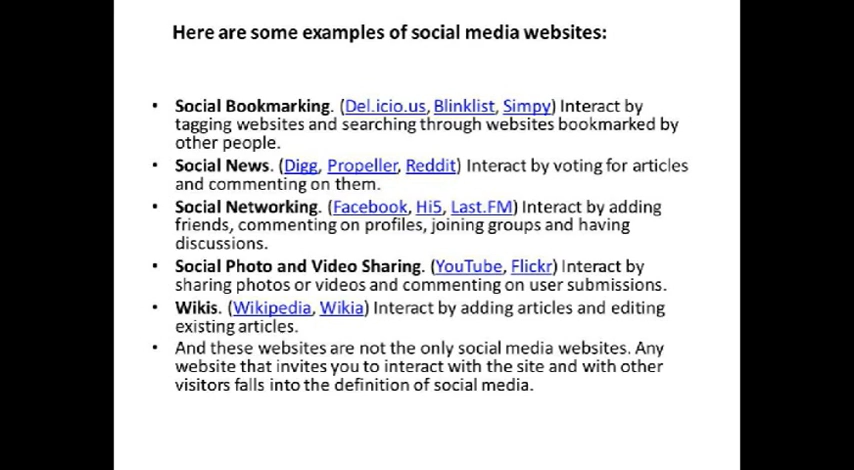 Here are some examples of social media websites:
• Social Bookmarking. (Del.icio.us, Blinklist, Simpy) Interact by
tagging websites and searching through websites bookmarked by
other people.
• Social News. (Digg, Propeller, Reddit) Interact by voting for articles
and commenting on them.
• Social Networking. (Facebook, Hi5, Last.FM) Interact by adding
friends, commenting on profiles, joining groups and having
discussions.
• Social Photo and Video Sharing. (YouTube, Flickr) Interact by
sharing photos or videos and commenting on user submissions.
• Wikis. (Wikipedia, Wikia) Interact by adding articles and editing
existing articles.
• And these websites are not the only social media websites. Any
website that invites you to interact with the site and with other
visitors falls into the definition of social media.